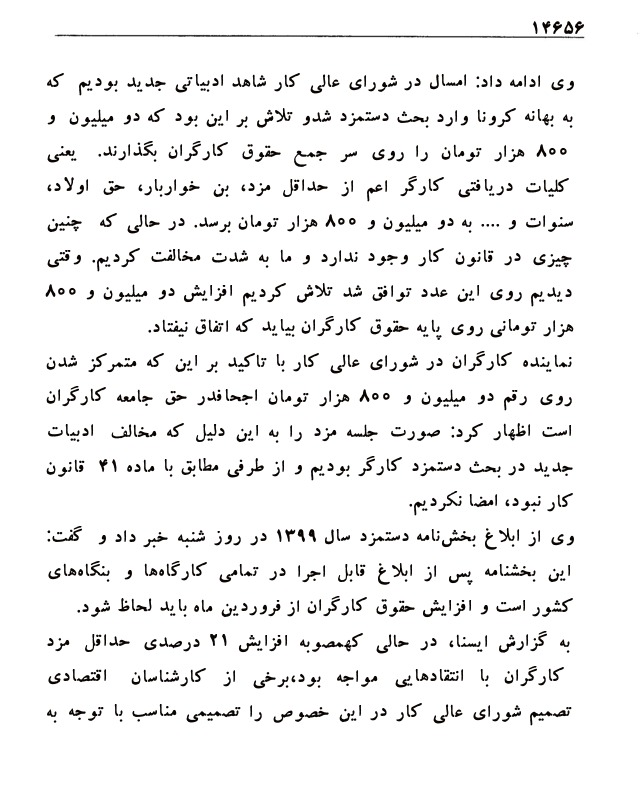 ۱۴۶۵۶
وی ادامه داد: امسال در شورای عالی کار شاهد ادبیاتی جدید بودیم که
به بهانه کرونا وارد بحث دستمزد شدو تلاش بر این بود که دو میلیون و
۸۰۰ هزار تومان را روی سر جمع حقوق کارگران بگذارند. یعنی
کلیات دریافتی کارگر اعم از حداقل مزد، بن خواربار، حق اولاد،
سنوات و .... به دو میلیون و ۸۰۰ هزار تومان برسد. در حالی که چنین
چیزی در قانون کار وجود ندارد و ما به شدت مخالفت کردیم. وقتی
دیدیم روی این عدد توافق شد تلاش کردیم افزایش دو میلیون و ۸۰۰
هزار تومانی روی پایه حقوق کارگران بیاید که اتفاق نیفتاد.
نماینده کارگران در شورای عالی کار با تاکید بر این که متمرکز شدن
روی رقم دو میلیون و ۸۰۰ هزار تومان اجحافدر حق جامعه کارگران
است اظهار کرد: صورت جلسه مزد را به این دلیل که مخالف ادبیات
جدید در بحث دستمزد کارگر بودیم و از طرفی مطابق با ماده ۴۱ قانون
کار نبود، امضا نکردیم.
وی از ابلاغ بخش‌نامه دستمزد سال ۱۳۹۹ در روز شنبه خبر داد و گفت:
این بخشنامه پس از ابلاغ قابل اجرا در تمامی کارگاه‌ها و بنگاه‌های
کشور است و افزایش حقوق کارگران از فروردین ماه باید لحاظ شود.
به گزارش ایسنا، در حالی کهمصوبه افزایش ۲۱ درصدی حداقل مزد
کارگران با انتقادهایی مواجه بود،برخی از کارشناسان اقتصادی
تصمیم شورای عالی کار در این خصوص را تصمیمی مناسب با توجه به